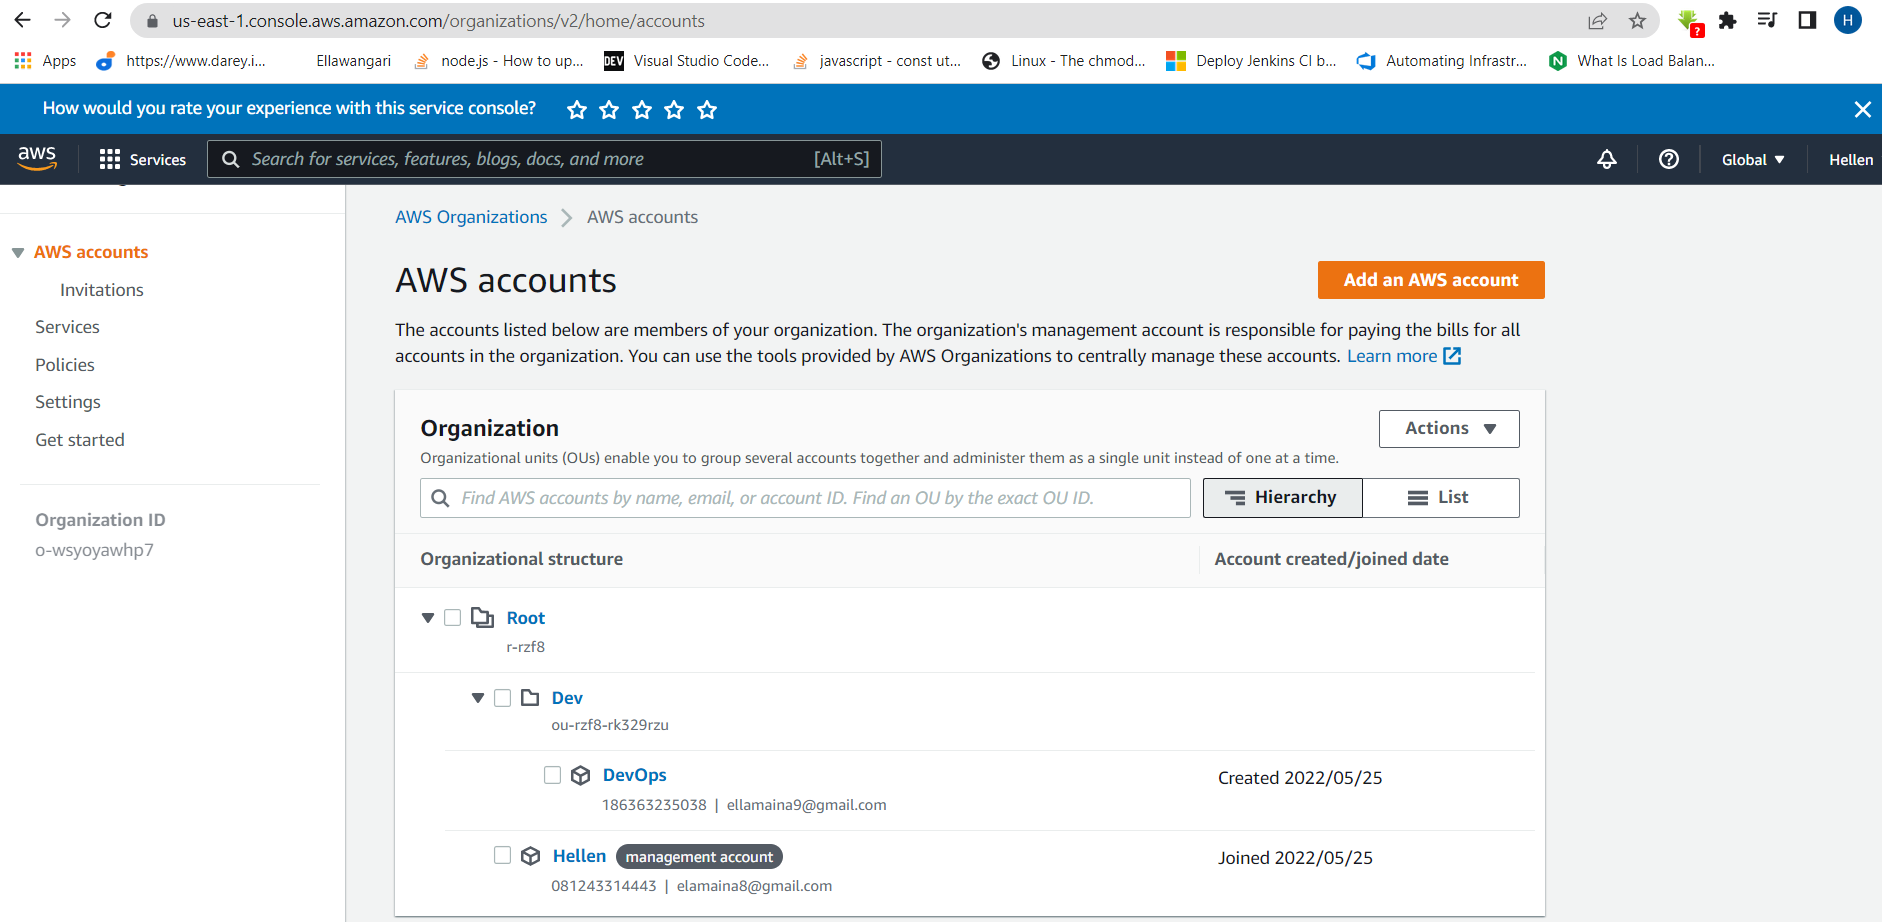 us-east-1.console.aws.amazon.com/organizations/v2/home/accounts
?
H
Apps https://www.darey.i... Ellawangari node.js - How to up... DEV Visual Studio Code... javascript - const ut... Linux - The chmod... Deploy Jenkins CI b... Automating Infrastr... N What Is Load Balan...
How would you rate your experience with this service console?
aws Services Search for services, features, blogs, docs, and more [Alt+S] Global Hellen
AWS accounts
Invitations
Services
Policies
Settings
Get started
Organization ID
o-wsyoyawhp7
AWS Organizations AWS accounts
AWS accounts
Add an AWS account
The accounts listed below are members of your organization. The organization's management account is responsible for paying the bills for all
accounts in the organization. You can use the tools provided by AWS Organizations to centrally manage these accounts. Learn more
Organization
Actions
Organizational units (OUs) enable you to group several accounts together and administer them as a single unit instead of one at a time.
Find AWS accounts by name, email, or account ID. Find an OU by the exact OU ID.
Hierarchy List
Organizational structure Account created/joined date
Root
r-rzf8
Dev
ou-rzf8-rk329rzu
DevOps Created 2022/05/25
186363235038 | ellamaina9@gmail.com
Hellen management account Joined 2022/05/25
081243314443 | elamaina8@gmail.com